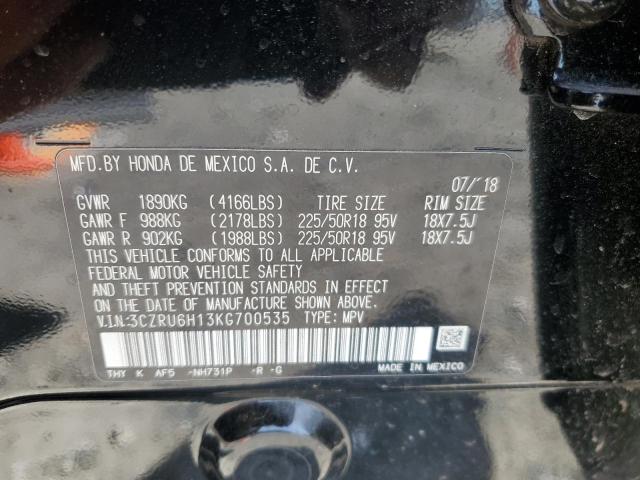 MFD.BY HONDA DE MEXICO S.A. DE C.V.
07/'18
GVWR 1890KG (4166LBS) TIRE SIZE RIM SIZE
GAWR F 988KG (2178LBS) 225/50R18 95V 18X7.5J
GAWR R 902KG (1988LBS) 225/50R18 95V 18X7.5J
THIS VEHICLE CONFORMS TO ALL APPLICABLE
FEDERAL MOTOR VEHICLE SAFETY
AND THEFT PREVENTION STANDARDS IN EFFECT
ON THE DATE OF MANUFACTURE SHOWN ABOVE.
V.I.N:3CZRU6H13KG700535 TYPE: MPV
THY K AF5 -NH731P -R -G MADE IN MEXICO